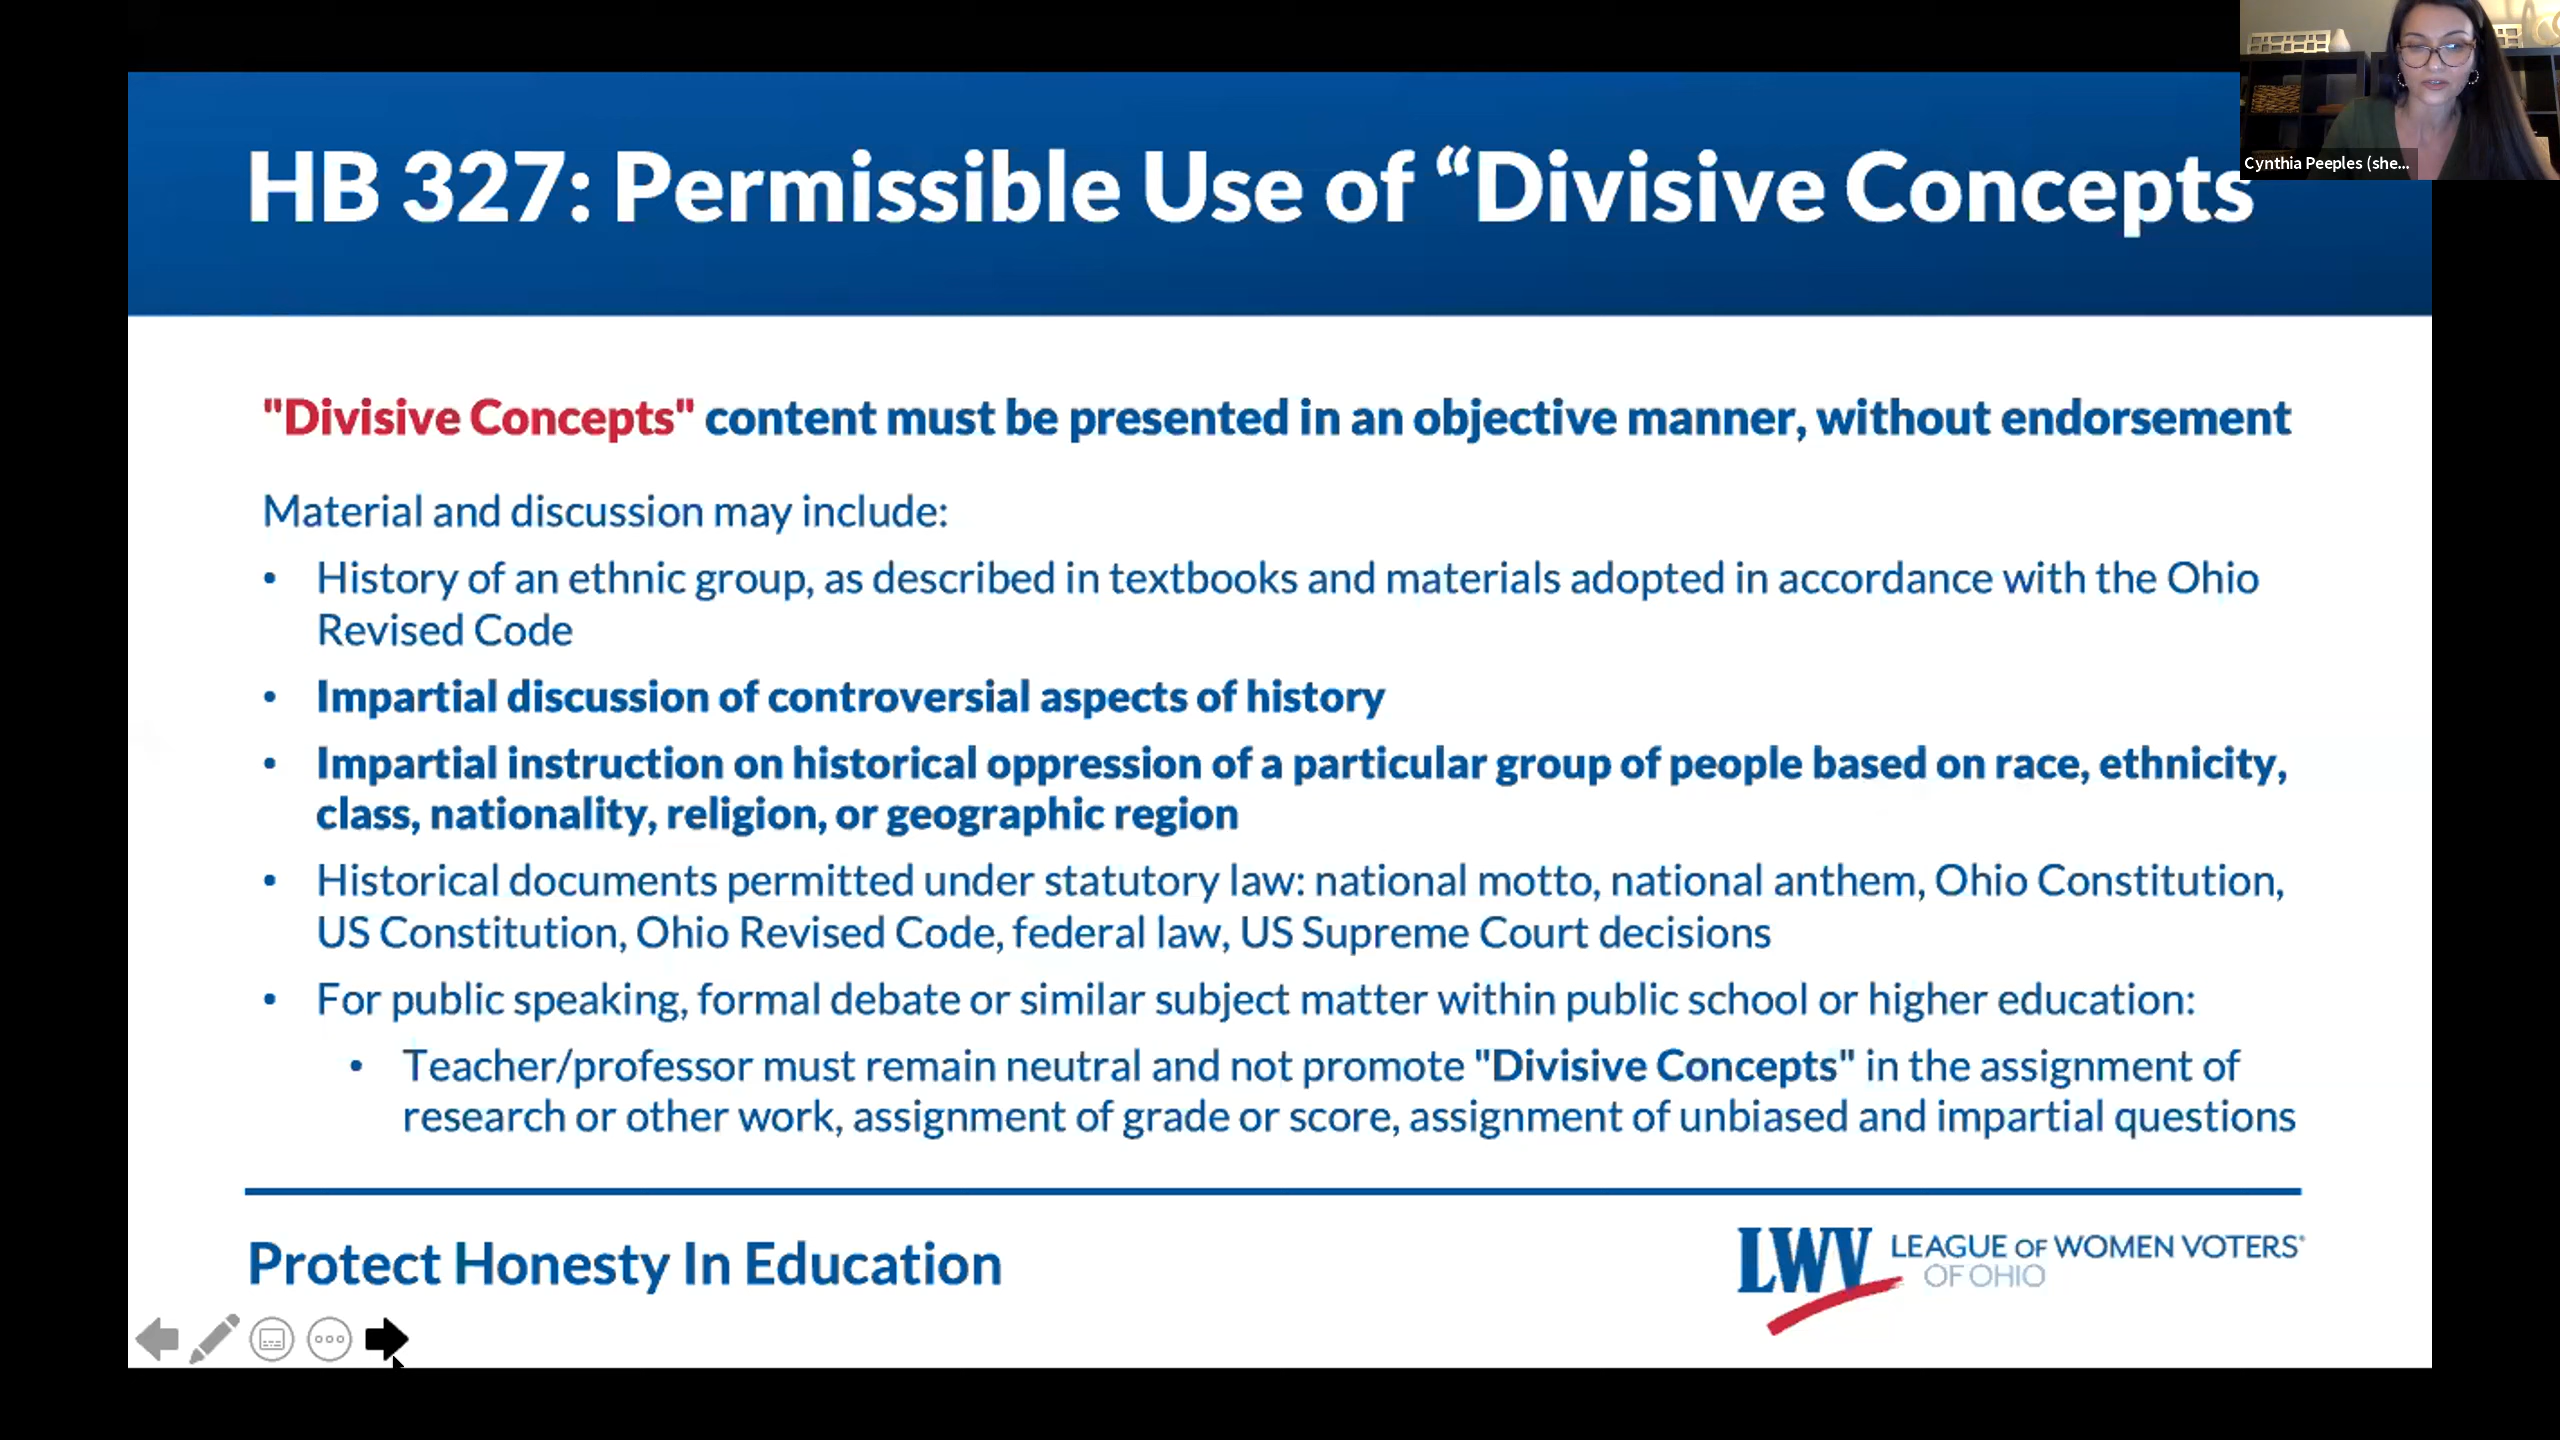 HB 327: Permissible Use of “Divisive Concepts
Cynthia Peeples (she...
"Divisive Concepts" content must be presented in an objective manner, without endorsement
Material and discussion may include:
• History of an ethnic group, as described in textbooks and materials adopted in accordance with the Ohio
Revised Code
• Impartial discussion of controversial aspects of history
• Impartial instruction on historical oppression of a particular group of people based on race, ethnicity,
class, nationality, religion, or geographic region
• Historical documents permitted under statutory law: national motto, national anthem, Ohio Constitution,
US Constitution, Ohio Revised Code, federal law, US Supreme Court decisions
• For public speaking, formal debate or similar subject matter within public school or higher education:
• Teacher/professor must remain neutral and not promote "Divisive Concepts" in the assignment of
research or other work, assignment of grade or score, assignment of unbiased and impartial questions
Protect Honesty In Education
LWV LEAGUE OF WOMEN VOTERS®
OF OHIO